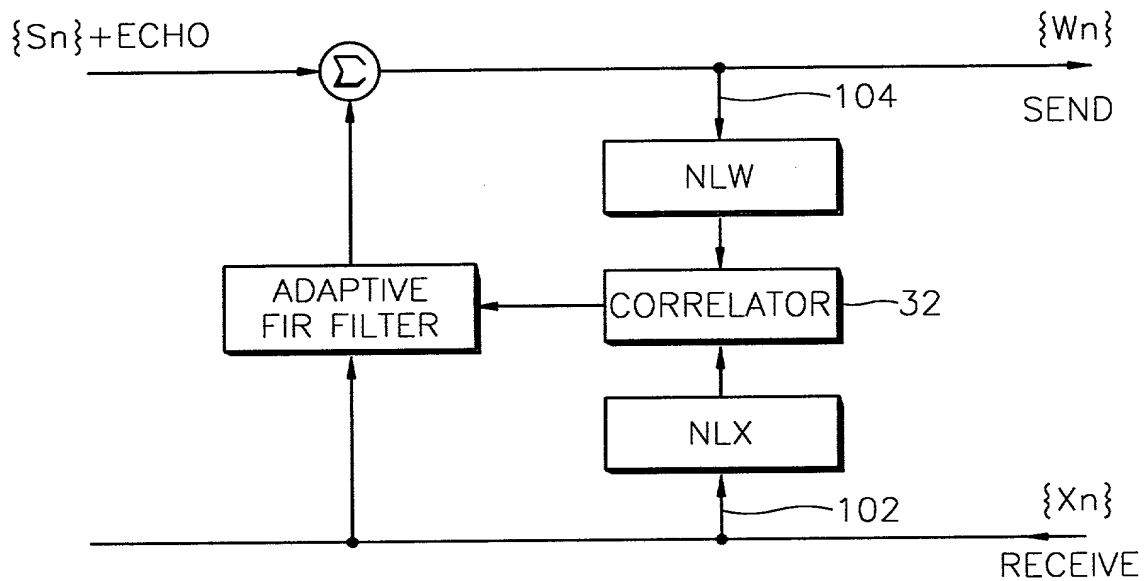 {Sn}+ECHO
{Wn}
Σ
104
SEND
NLW
ADAPTIVE
FIR FILTER
CORRELATOR
32
NLX
{Xn}
102
RECEIVE